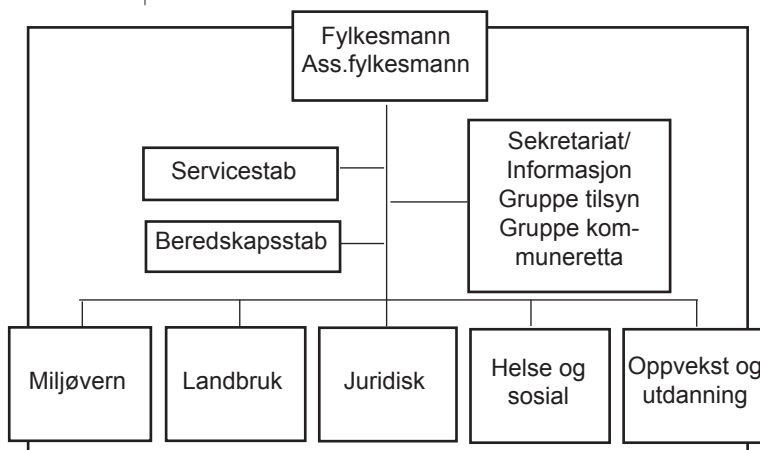 Fylkesmann
Ass.fylkesmann
Servicestab
Beredskapsstab
Sekretariat/
Informasjon
Gruppe tilsyn
Gruppe kom-
muneretta
Miljøvern
Landbruk
Juridisk
Helse og
sosial
Oppvekst og
utdanning